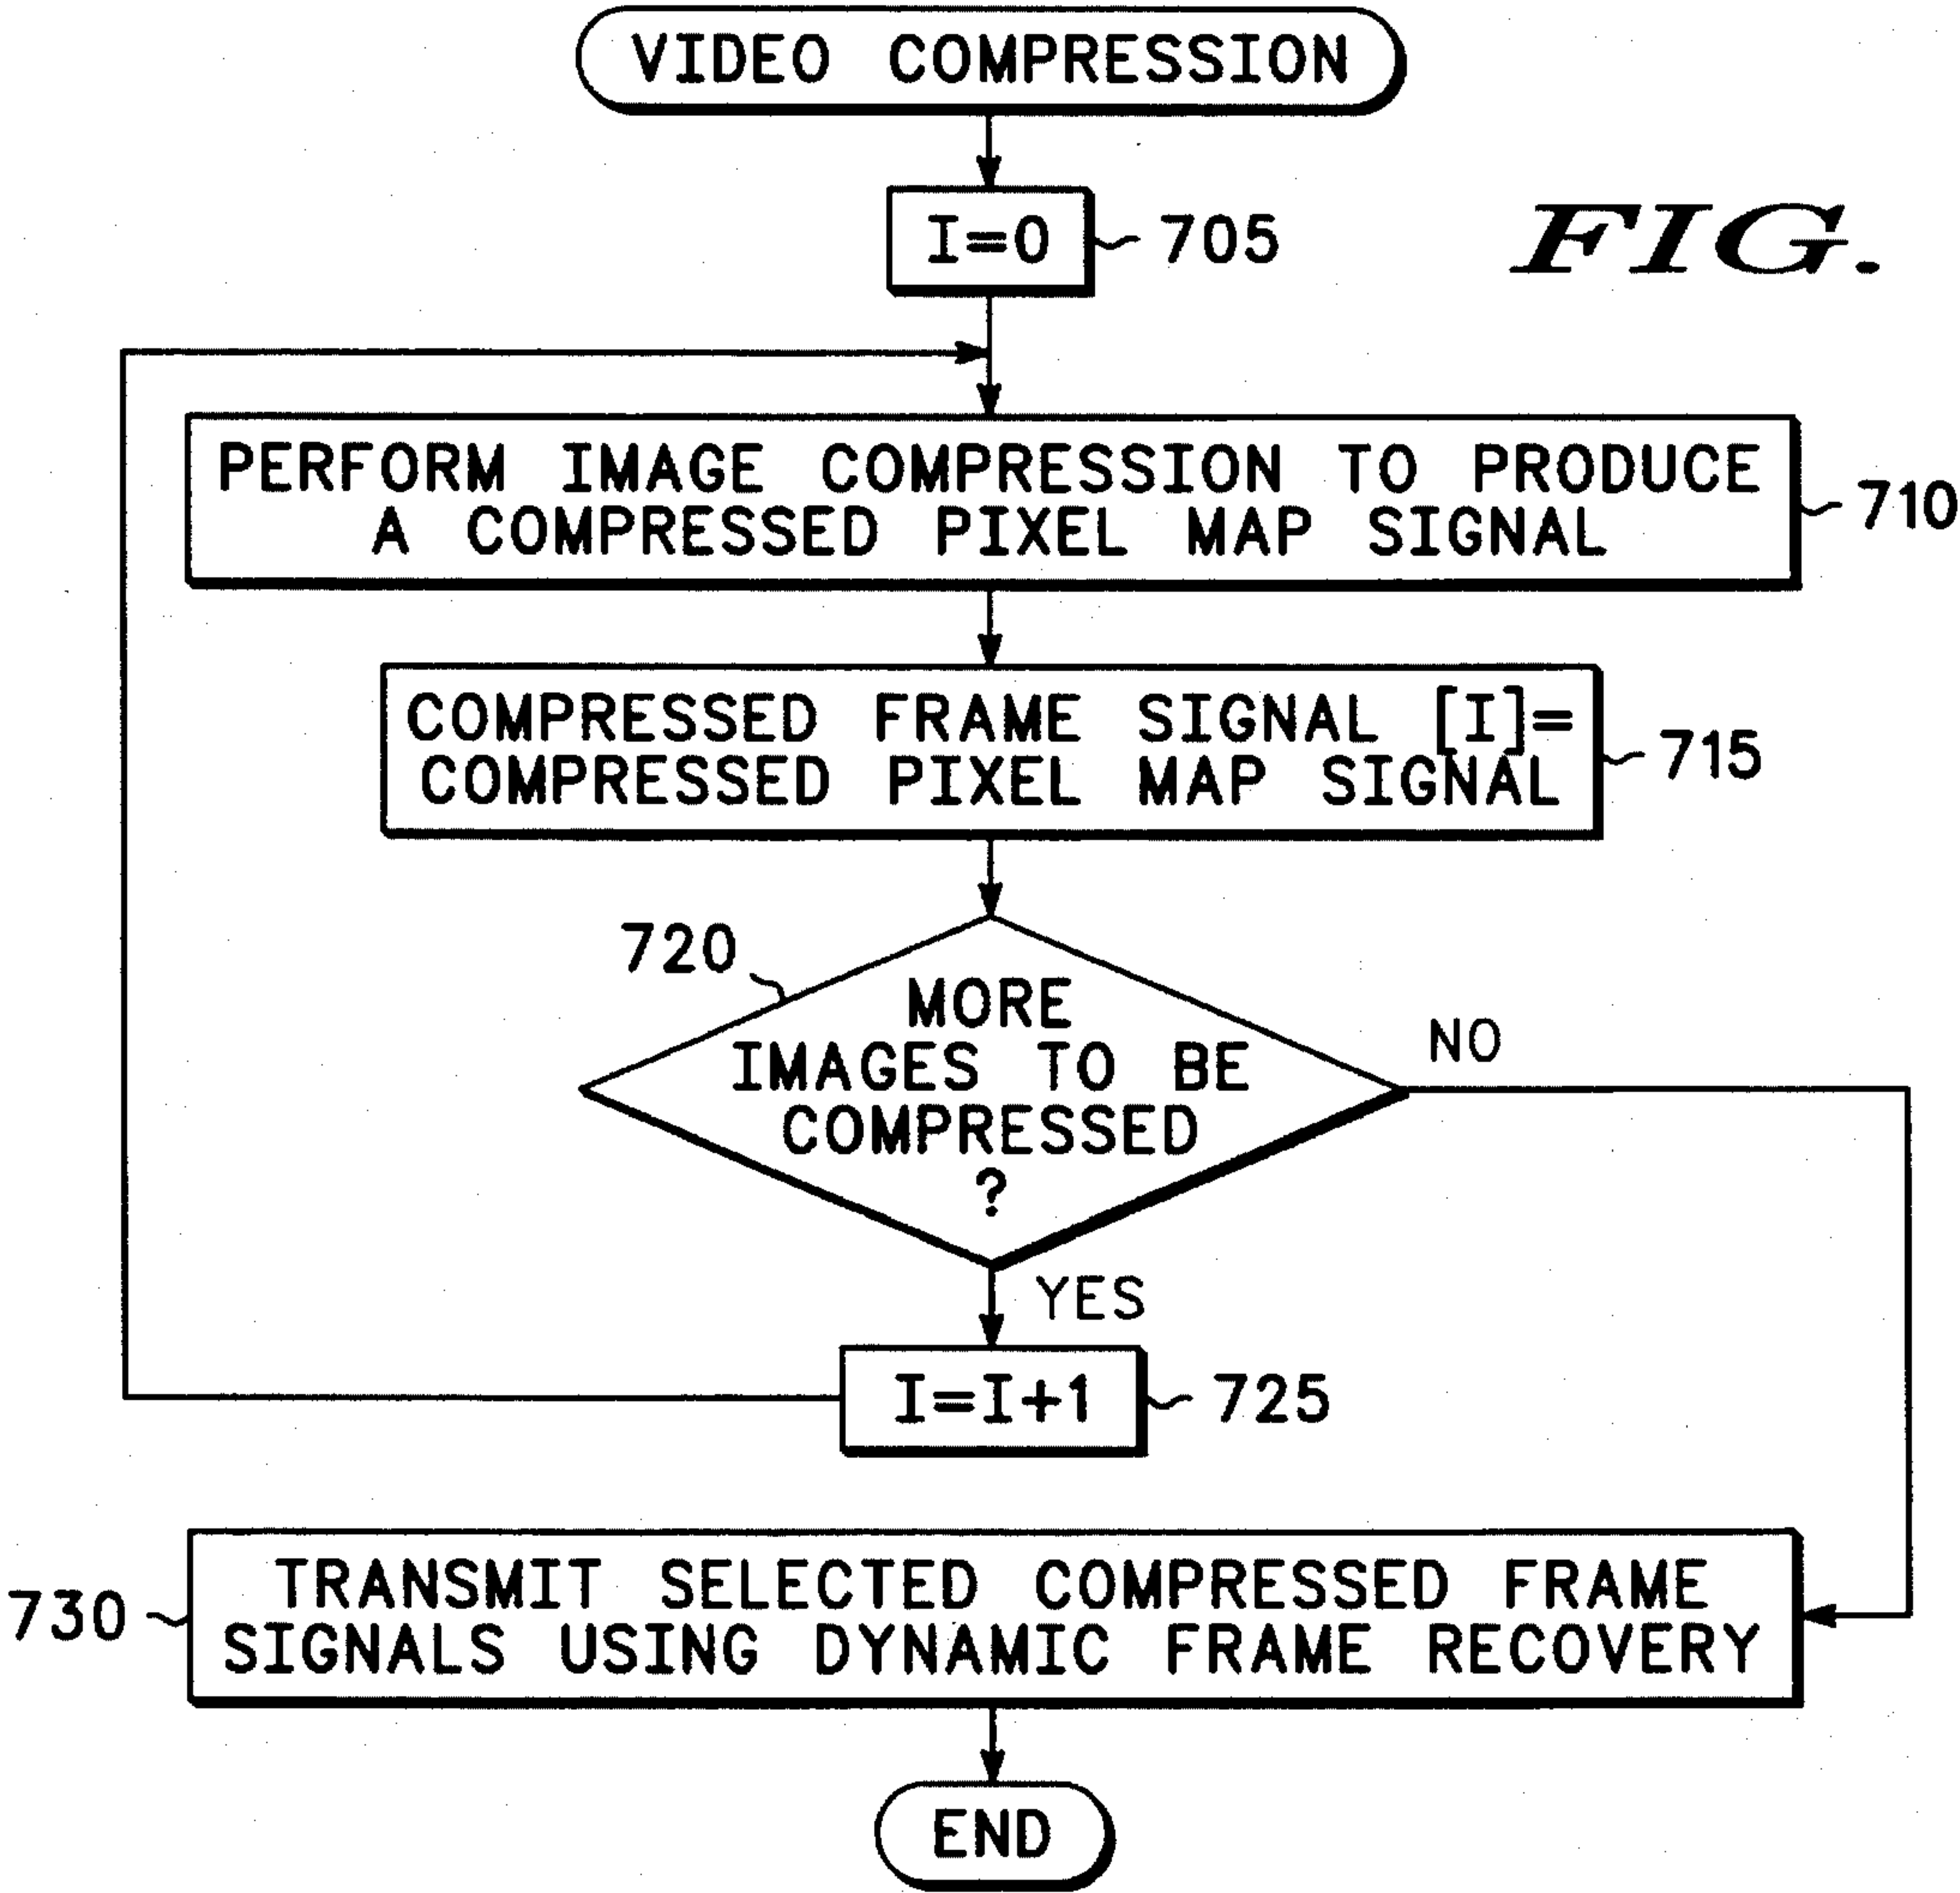 VIDEO COMPRESSION
I=0
705
FIG.
PERFORM IMAGE COMPRESSION TO PRODUCE
A COMPRESSED PIXEL MAP SIGNAL
710
COMPRESSED FRAME SIGNAL [I]=
COMPRESSED PIXEL MAP SIGNAL
715
720
MORE
IMAGES TO BE
COMPRESSED
?
NO
YES
I=I+1
725
TRANSMIT SELECTED COMPRESSED FRAME
SIGNALS USING DYNAMIC FRAME RECOVERY
730
END